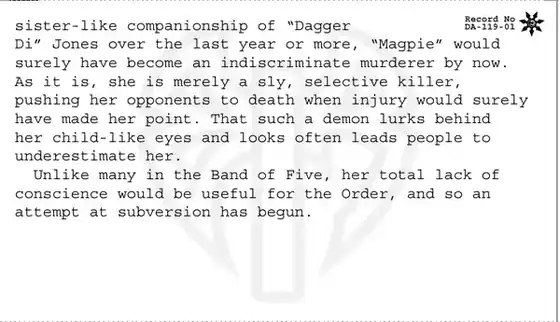 sister-like companionship of “Dagger
Record No
DA-119-01
Di” Jones over the last year or more, “Magpie” would
surely have become an indiscriminate murderer by now.
As it is, she is merely a sly, selective killer,
pushing her opponents to death when injury would surely
have made her point. That such a demon lurks behind
her child-like eyes and looks often leads people to
underestimate her.
Unlike many in the Band of Five, her total lack of
conscience would be useful for the Order, and so an
attempt at subversion has begun.